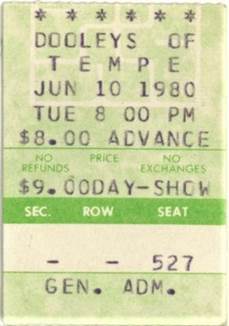 * * * * * *
DOOLEYS OF
TEMPE
JUN 10 1980
TUE 8 00 PM
$8.00 ADVANCE
NO REFUNDS PRICE NO EXCHANGES
$9.00DAY-SHOW
SEC. ROW SEAT
- - 527
GEN. ADM.